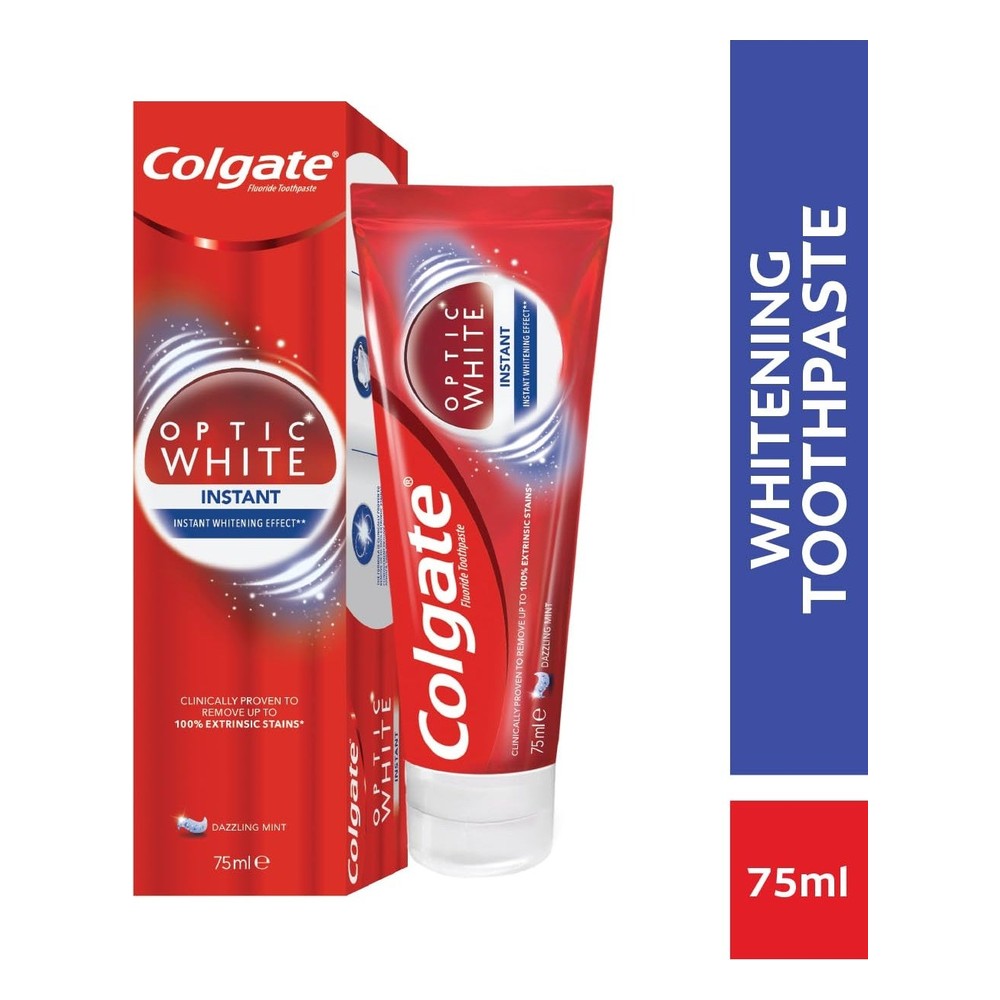 Colgate®
Fluoride Toothpaste
OPTIC
WHITE
INSTANT
INSTANT WHITENING EFFECT**
CLINICALLY PROVEN TO
REMOVE UP TO
100% EXTRINSIC STAINS*
DAZZLING MINT
75ml e
Colgate®
OPTIC
WHITE
INSTANT
OPTIC
WHITE
INSTANT
INSTANT WHITENING EFFECT**
Colgate®
Fluoride Toothpaste
CLINICALLY PROVEN TO REMOVE UP TO 100% EXTRINSIC STAINS*
75ml e
DAZZLING MINT
WHITENING
TOOTHPASTE
75ml